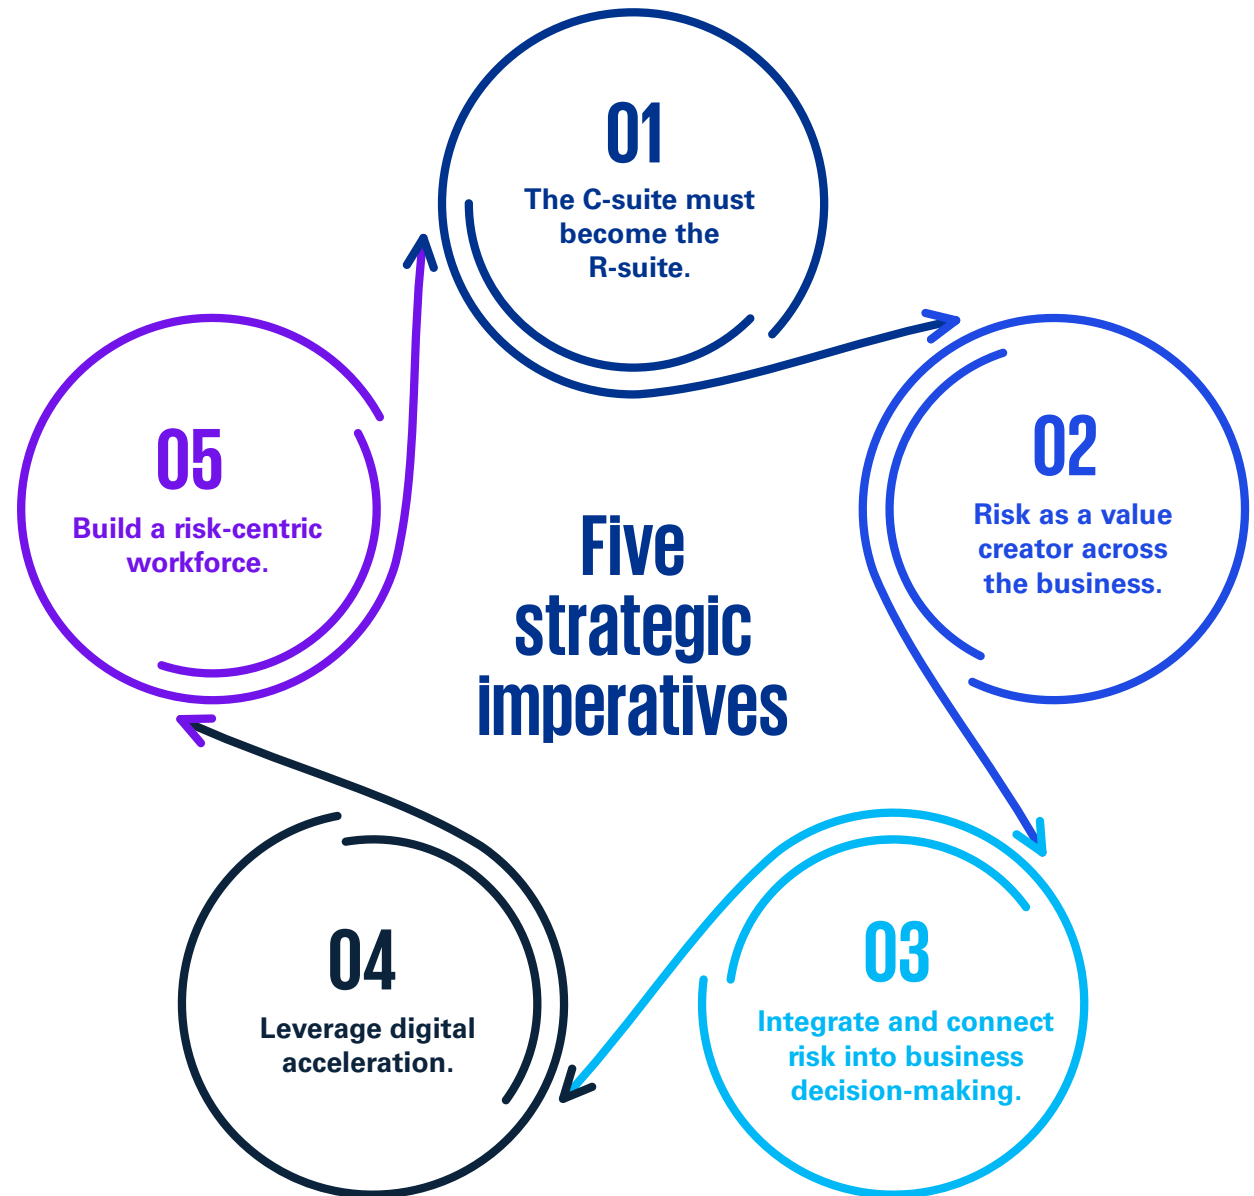 01
The C-suite must
become the
R-suite.
02
Risk as a value
creator across
the business.
03
Integrate and connect
risk into business
decision-making.
04
Leverage digital
acceleration.
05
Build a risk-centric
workforce.
Five
strategic
imperatives